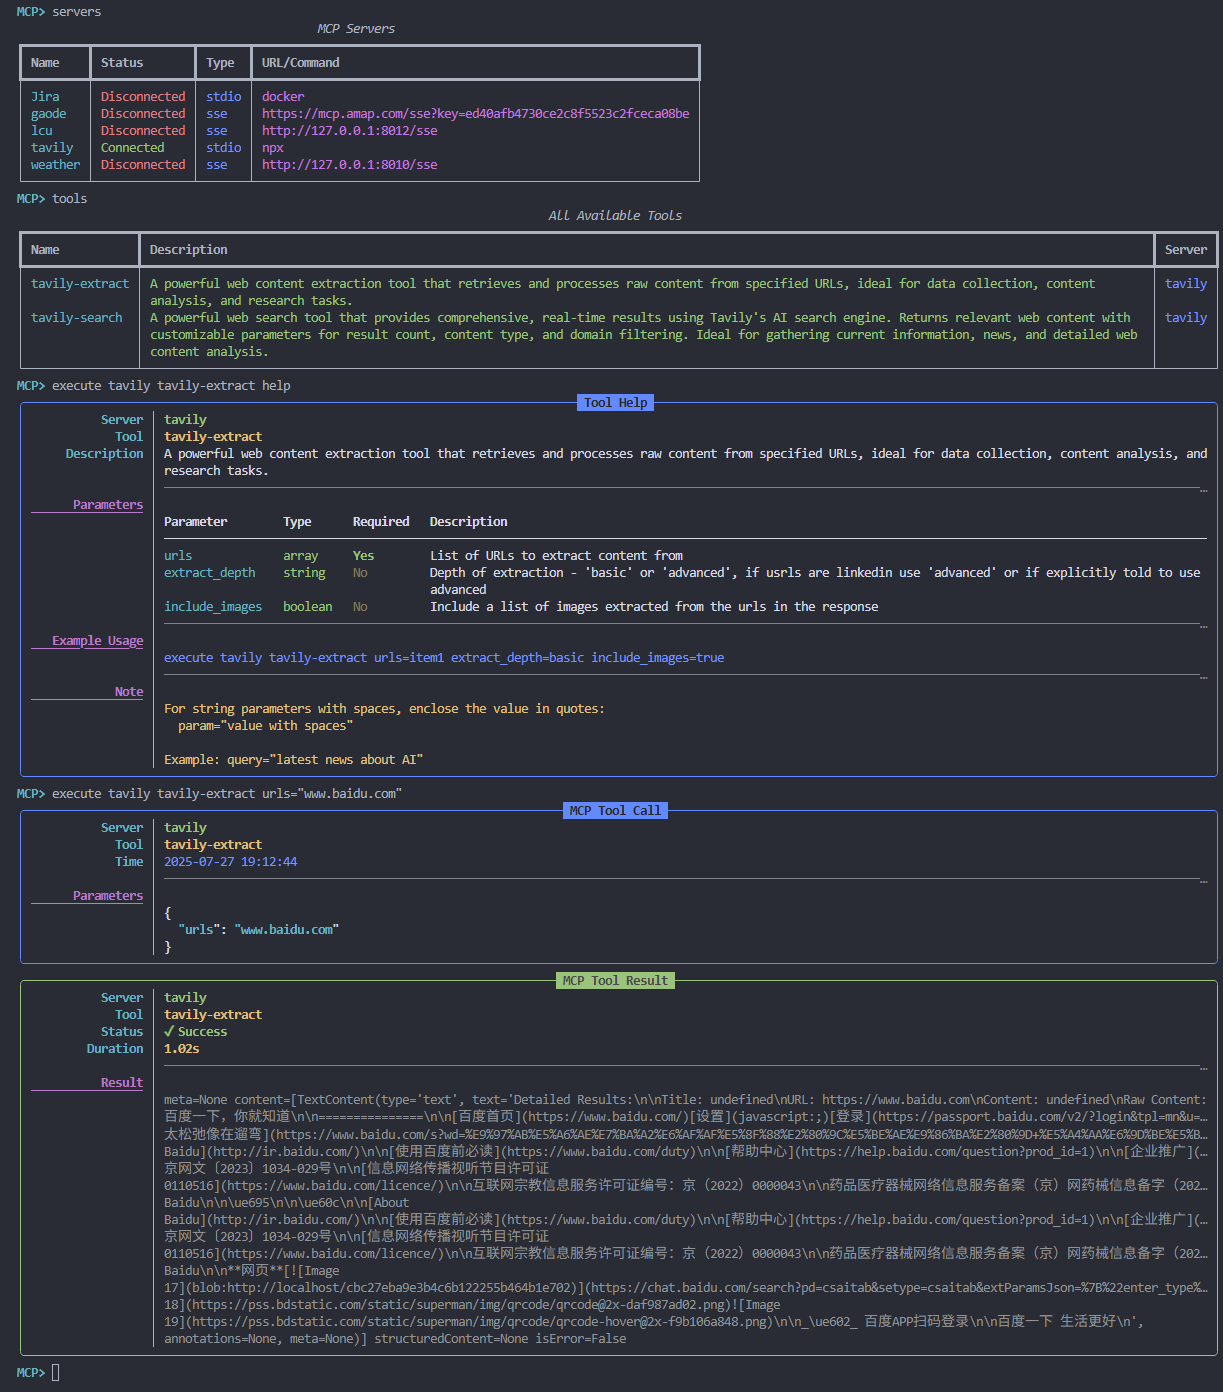 MCP> servers
MCP Servers
Name Status Type URL/Command
Jira Disconnected stdio docker
gaode Disconnected sse https://mcp.amap.com/sse?key=ed40afb4730ce2c8f5523c2fceca08be
lcu Disconnected sse http://127.0.0.1:8012/sse
tavily Connected stdio npx
weather Disconnected sse http://127.0.0.1:8010/sse
MCP> tools
All Available Tools
Name Description Server
tavily-extract A powerful web content extraction tool that retrieves and processes raw content from specified URLs, ideal for data collection, content tavily
analysis, and research tasks.
tavily-search A powerful web search tool that provides comprehensive, real-time results using Tavily's AI search engine. Returns relevant web content with tavily
customizable parameters for result count, content type, and domain filtering. Ideal for gathering current information, news, and detailed web
content analysis.
MCP> execute tavily tavily-extract help
Tool Help
Server tavily
Tool tavily-extract
Description A powerful web content extraction tool that retrieves and processes raw content from specified URLs, ideal for data collection, content analysis, and
research tasks.
…
Parameters
Parameter Type Required Description
urls array Yes List of URLs to extract content from
extract_depth string No Depth of extraction - 'basic' or 'advanced', if usrls are linkedin use 'advanced' or if explicitly told to use
advanced
include_images boolean No Include a list of images extracted from the urls in the response
…
Example Usage
execute tavily tavily-extract urls=item1 extract_depth=basic include_images=true
…
Note
For string parameters with spaces, enclose the value in quotes:
param="value with spaces"
Example: query="latest news about AI"
MCP> execute tavily tavily-extract urls="www.baidu.com"
MCP Tool Call
Server tavily
Tool tavily-extract
Time 2025-07-27 19:12:44
…
Parameters
{
"urls": "www.baidu.com"
}
MCP Tool Result
Server tavily
Tool tavily-extract
Status ✓ Success
Duration 1.02s
…
Result
meta=None content=[TextContent(type='text', text='Detailed Results:\n\nTitle: undefined\nURL: https://www.baidu.com\nContent: undefined\nRaw Content:
百度一下，你就知道\n\n===============\n\n[百度首页](https://www.baidu.com/)[设置](javascript:;)[登录](https://passport.baidu.com/v2/?login&tpl=mn&u=…
太松弛像在遛弯](https://www.baidu.com/s?wd=%E9%97%AB%E5%A6%AE%E7%BA%A2%E6%AF%AF%E5%8F%88%E2%80%9C%E5%BE%AE%E9%86%BA%E2%80%9D+%E5%A4%AA%E6%9D%BE%E5%B…
Baidu](http://ir.baidu.com/)\n\n[使用百度前必读](https://www.baidu.com/duty)\n\n[帮助中心](https://help.baidu.com/question?prod_id=1)\n\n[企业推广](…
京网文〔2023〕1034-029号\n\n[信息网络传播视听节目许可证
0110516](https://www.baidu.com/licence/)\n\n互联网宗教信息服务许可证编号：京（2022）0000043\n\n药品医疗器械网络信息服务备案（京）网药械信息备字（202…
Baidu\n\n\ue695\n\n\ue60c\n\n[About
Baidu](http://ir.baidu.com/)\n\n[使用百度前必读](https://www.baidu.com/duty)\n\n[帮助中心](https://help.baidu.com/question?prod_id=1)\n\n[企业推广](…
京网文〔2023〕1034-029号\n\n[信息网络传播视听节目许可证
0110516](https://www.baidu.com/licence/)\n\n互联网宗教信息服务许可证编号：京（2022）0000043\n\n药品医疗器械网络信息服务备案（京）网药械信息备字（202…
Baidu\n\n**网页**[![Image
17](blob:http://localhost/cbc27eba9e3b4c6b122255b464b1e702)](https://chat.baidu.com/search?pd=csaitab&setype=csaitab&extParamsJson=%7B%22enter_type%…
18](https://pss.bdstatic.com/static/superman/img/qrcode/qrcode@2x-daf987ad02.png)![Image
19](https://pss.bdstatic.com/static/superman/img/qrcode/qrcode-hover@2x-f9b106a848.png)\n\n_\ue602_ 百度APP扫码登录\n\n百度一下 生活更好\n',
annotations=None, meta=None)] structuredContent=None isError=False
MCP>